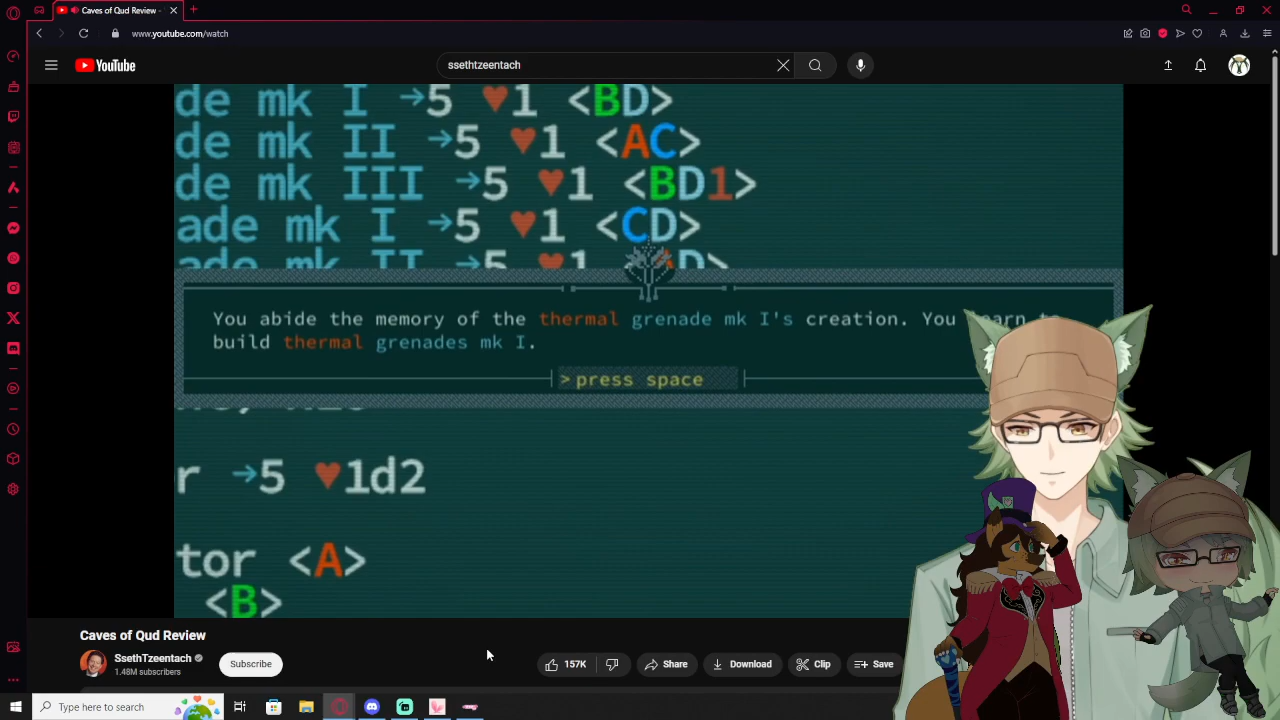 Caves of Qud Review -
www.youtube.com/watch
YouTube
ssethtzeentach
de mk I →5 ♥1 <BD>
de mk II →5 ♥1 <AC>
de mk III →5 ♥1 <BD1>
ade mk I →5 ♥1 <CD>
You abide the memory of the thermal grenade mk I's creation. You learn to
build thermal grenades mk I.
>press space
r →5 ♥1d2
tor <A>
<B>
Caves of Qud Review
SsethTzeentach
1.48M subscribers
Subscribe
157K
Share
Download
Clip
Save
Type here to search